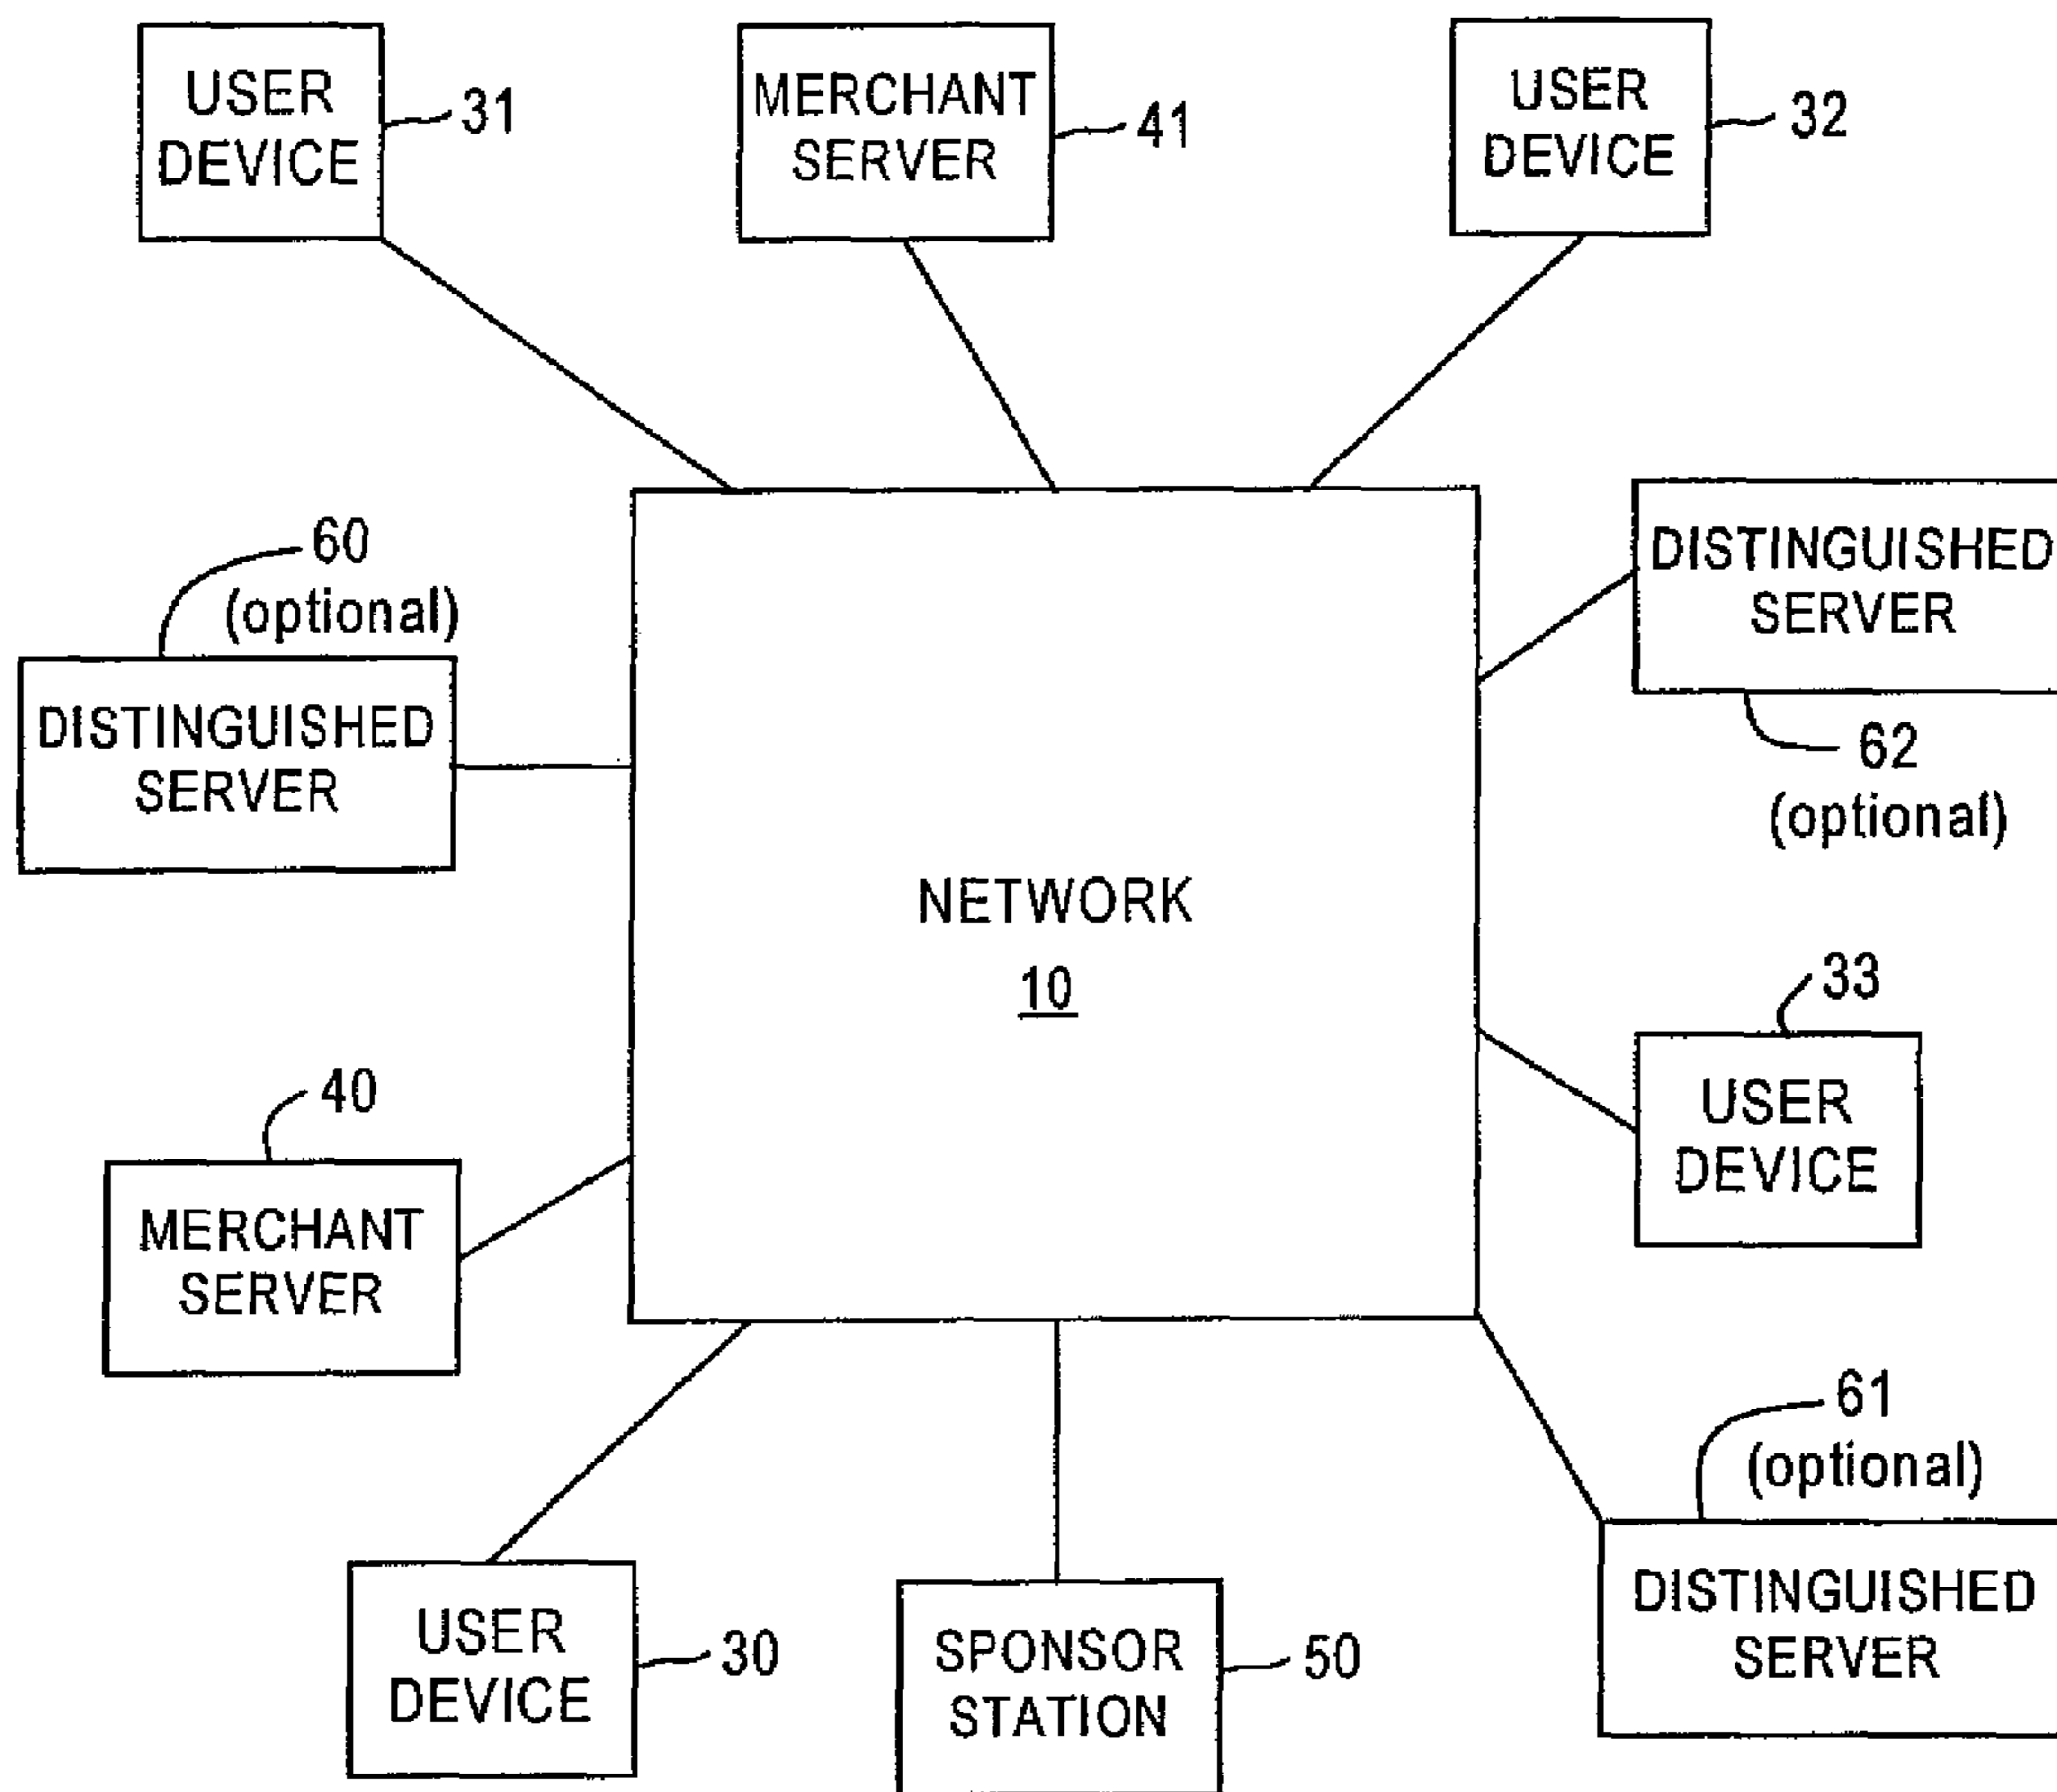 USER
DEVICE
31
MERCHANT
SERVER
41
USER
DEVICE
32
60
(optional)
DISTINGUISHED
SERVER
DISTINGUISHED
SERVER
62
(optional)
NETWORK
10
33
USER
DEVICE
40
MERCHANT
SERVER
61
(optional)
DISTINGUISHED
SERVER
USER
DEVICE
30
SPONSOR
STATION
50